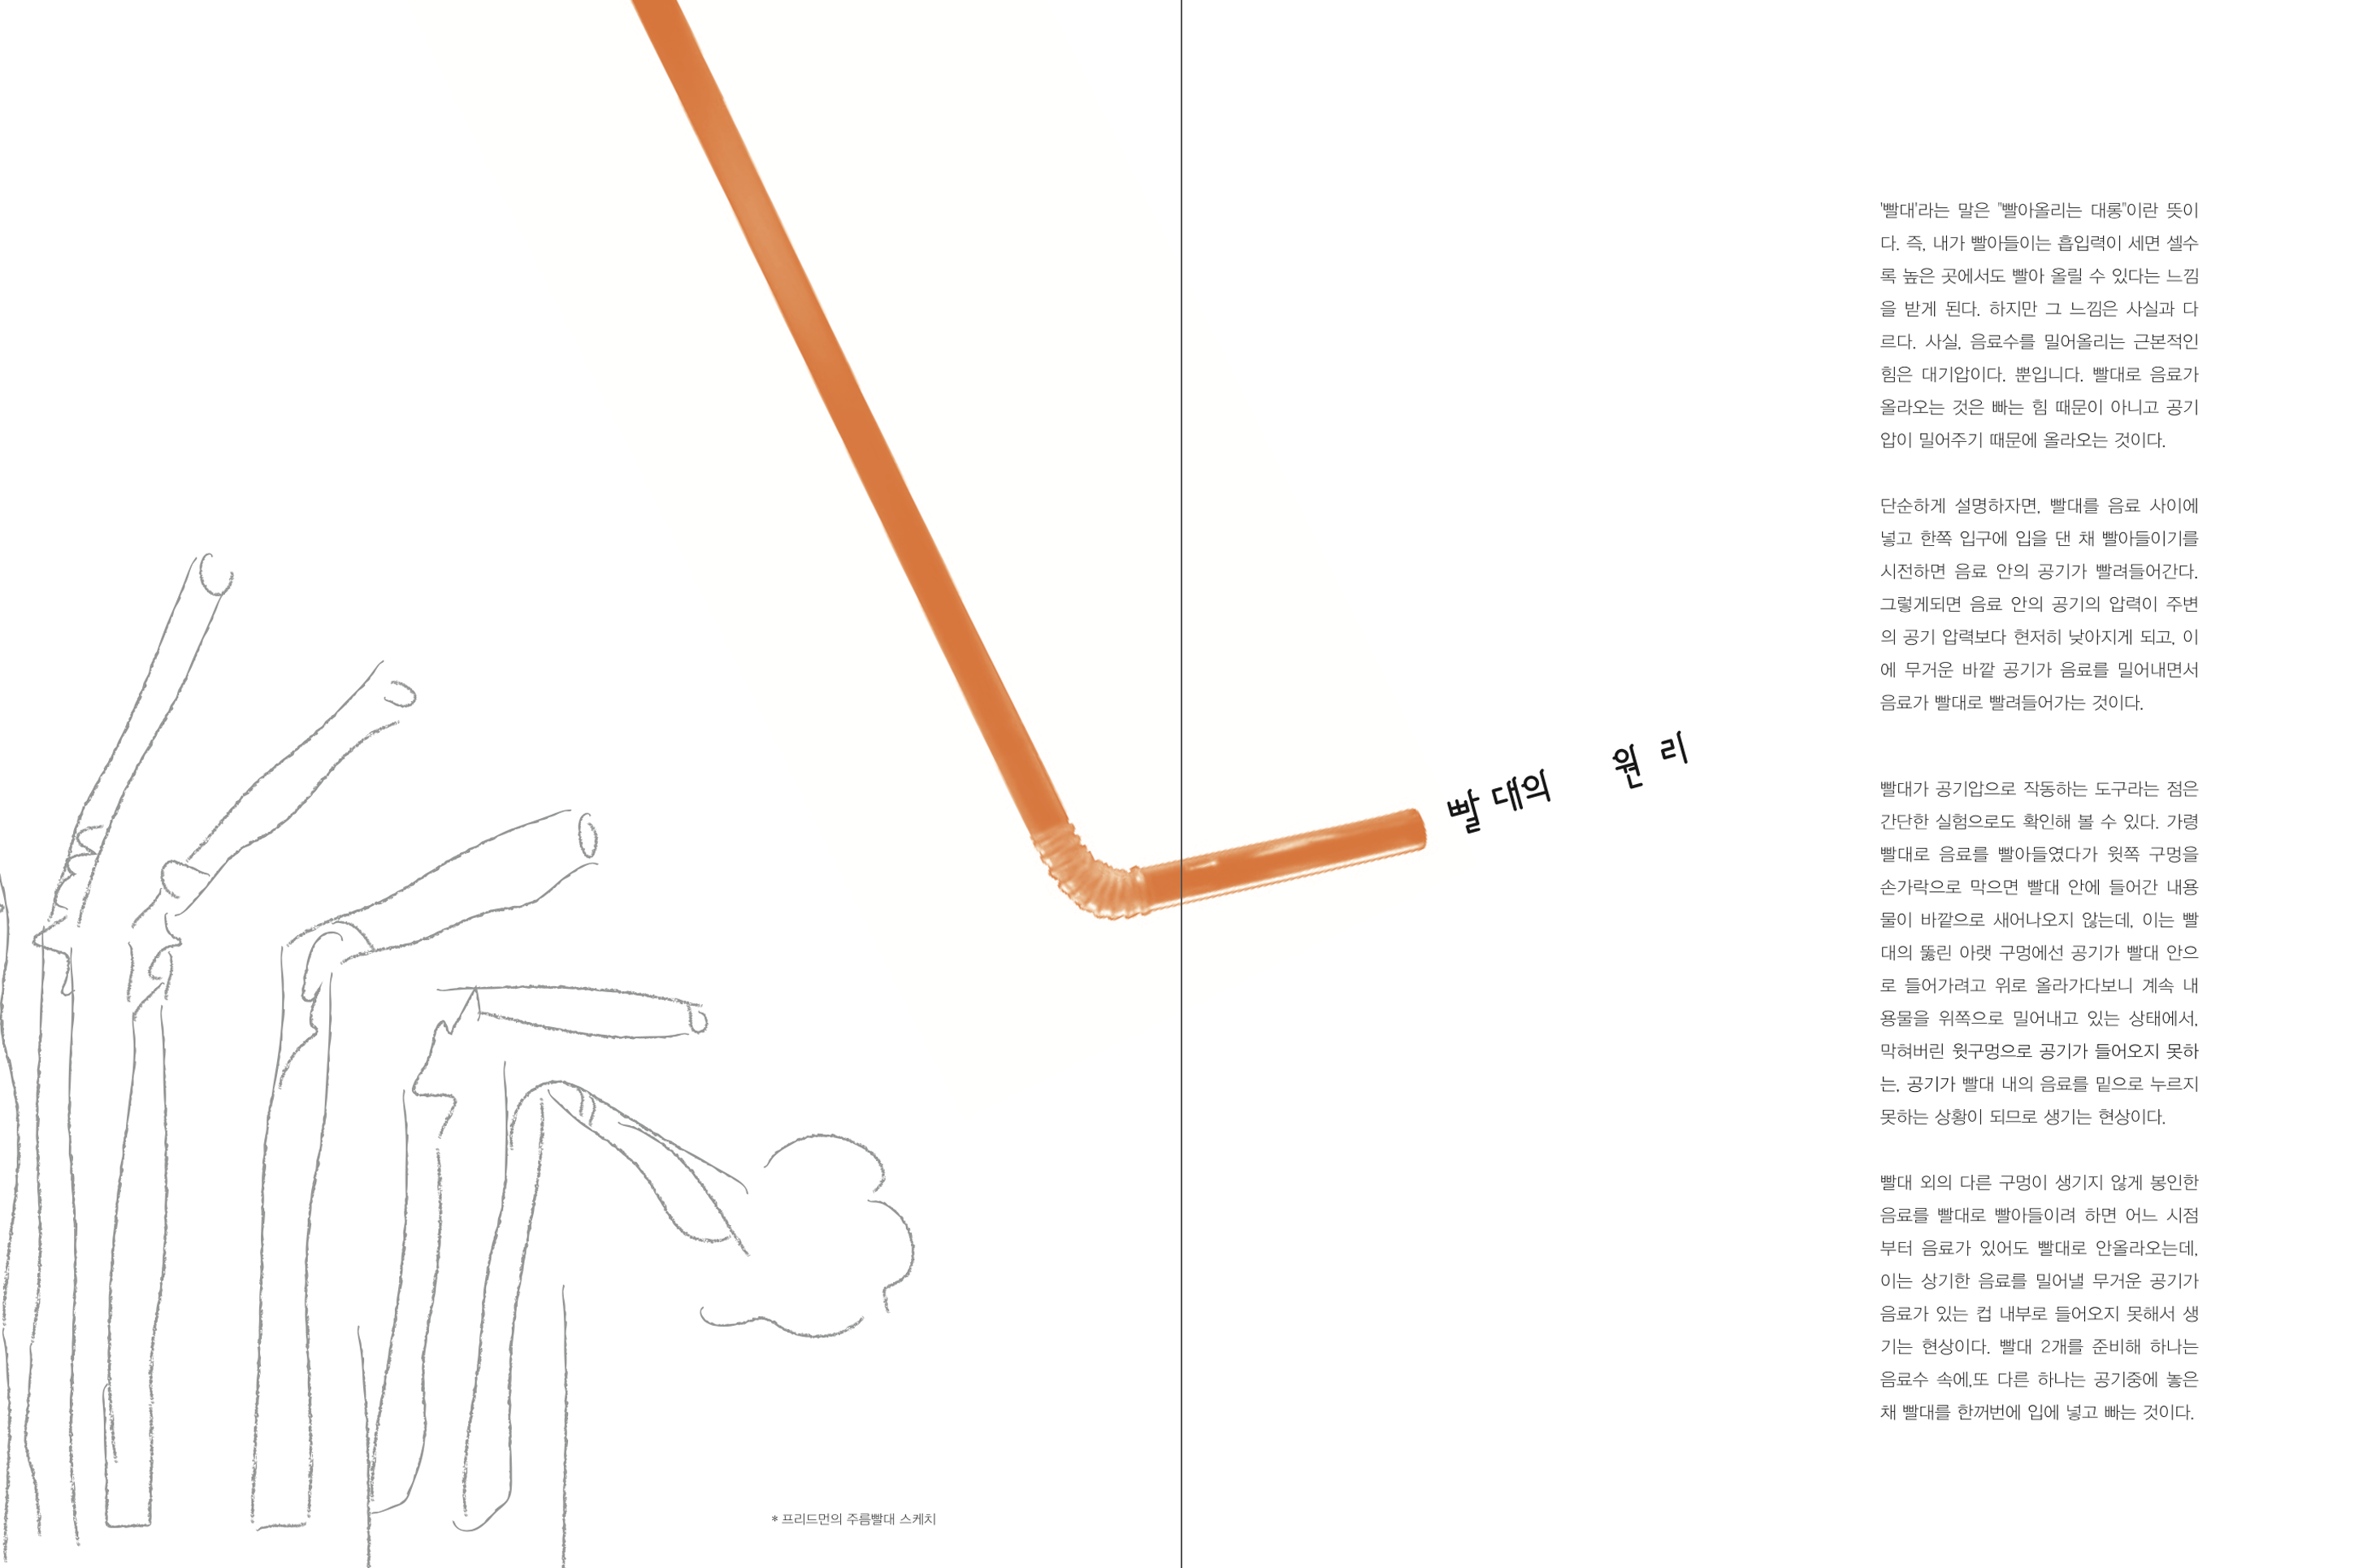 빨대의 원리
'빨대'라는 말은 "빨아올리는 대롱"이란 뜻이
다. 즉, 내가 빨아들이는 흡입력이 세면 셀수
록 높은 곳에서도 빨아 올릴 수 있다는 느낌
을 받게 된다. 하지만 그 느낌은 사실과 다
르다. 사실, 음료수를 밀어올리는 근본적인
힘은 대기압이다. 뿐입니다. 빨대로 음료가
올라오는 것은 빠는 힘 때문이 아니고 공기
압이 밀어주기 때문에 올라오는 것이다.
단순하게 설명하자면, 빨대를 음료 사이에
넣고 한쪽 입구에 입을 댄 채 빨아들이기를
시전하면 음료 안의 공기가 빨려들어간다.
그렇게되면 음료 안의 공기의 압력이 주변
의 공기 압력보다 현저히 낮아지게 되고, 이
에 무거운 바깥 공기가 음료를 밀어내면서
음료가 빨대로 빨려들어가는 것이다.
빨대가 공기압으로 작동하는 도구라는 점은
간단한 실험으로도 확인해 볼 수 있다. 가령
빨대로 음료를 빨아들였다가 윗쪽 구멍을
손가락으로 막으면 빨대 안에 들어간 내용
물이 바깥으로 새어나오지 않는데, 이는 빨
대의 뚫린 아랫 구멍에선 공기가 빨대 안으
로 들어가려고 위로 올라가다보니 계속 내
용물을 위쪽으로 밀어내고 있는 상태에서,
막혀버린 윗구멍으로 공기가 들어오지 못하
는, 공기가 빨대 내의 음료를 밑으로 누르지
못하는 상황이 되므로 생기는 현상이다.
빨대 외의 다른 구멍이 생기지 않게 봉인한
음료를 빨대로 빨아들이려 하면 어느 시점
부터 음료가 있어도 빨대로 안올라오는데,
이는 상기한 음료를 밀어낼 무거운 공기가
음료가 있는 컵 내부로 들어오지 못해서 생
기는 현상이다. 빨대 2개를 준비해 하나는
음료수 속에,또 다른 하나는 공기중에 놓은
채 빨대를 한꺼번에 입에 넣고 빠는 것이다.
* 프리드먼의 주름빨대 스케치